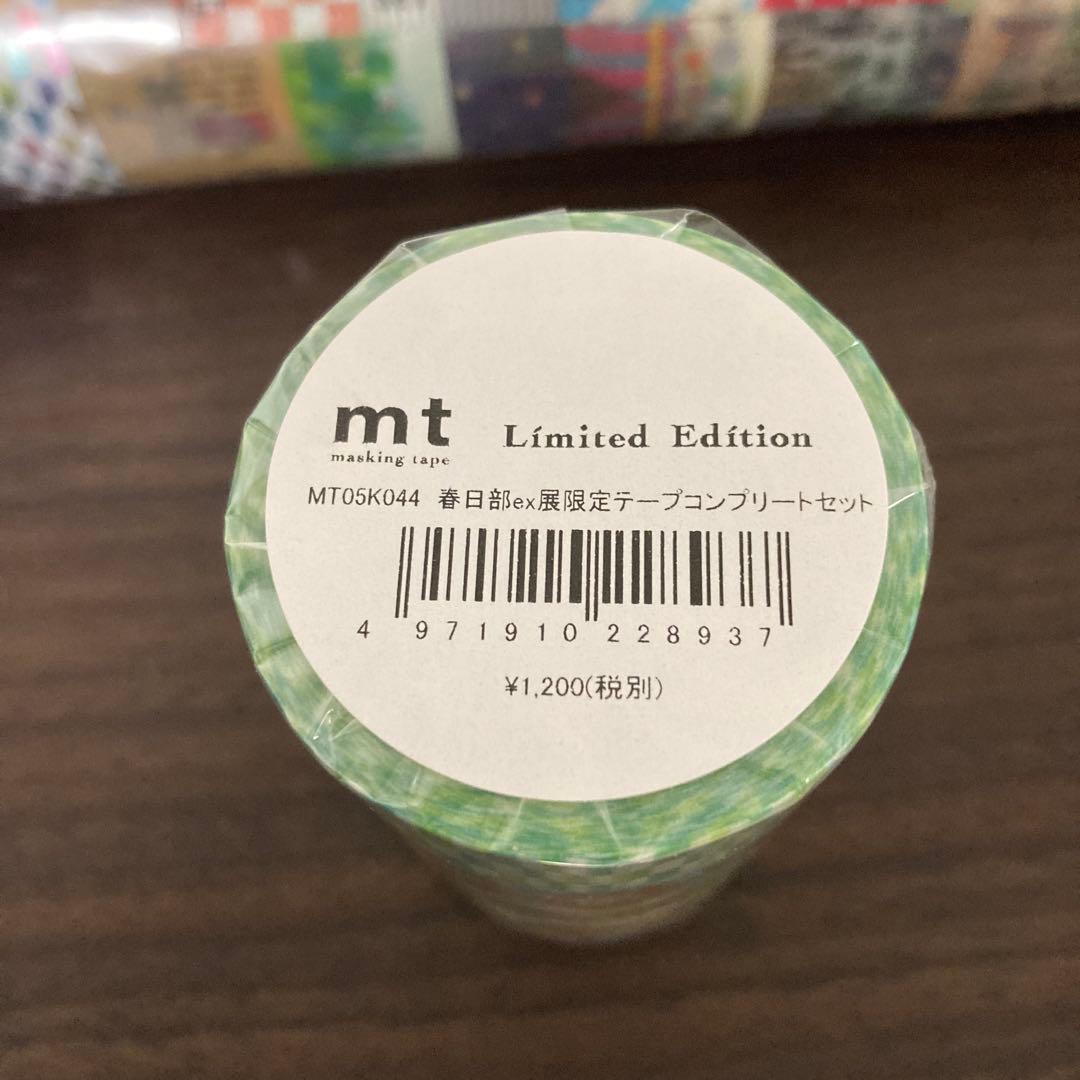 mt Limited Edition
masking tape
MT05K044 春日部ex展限定テープコンプリートセット
4 971910 228937
¥1,200(税別)